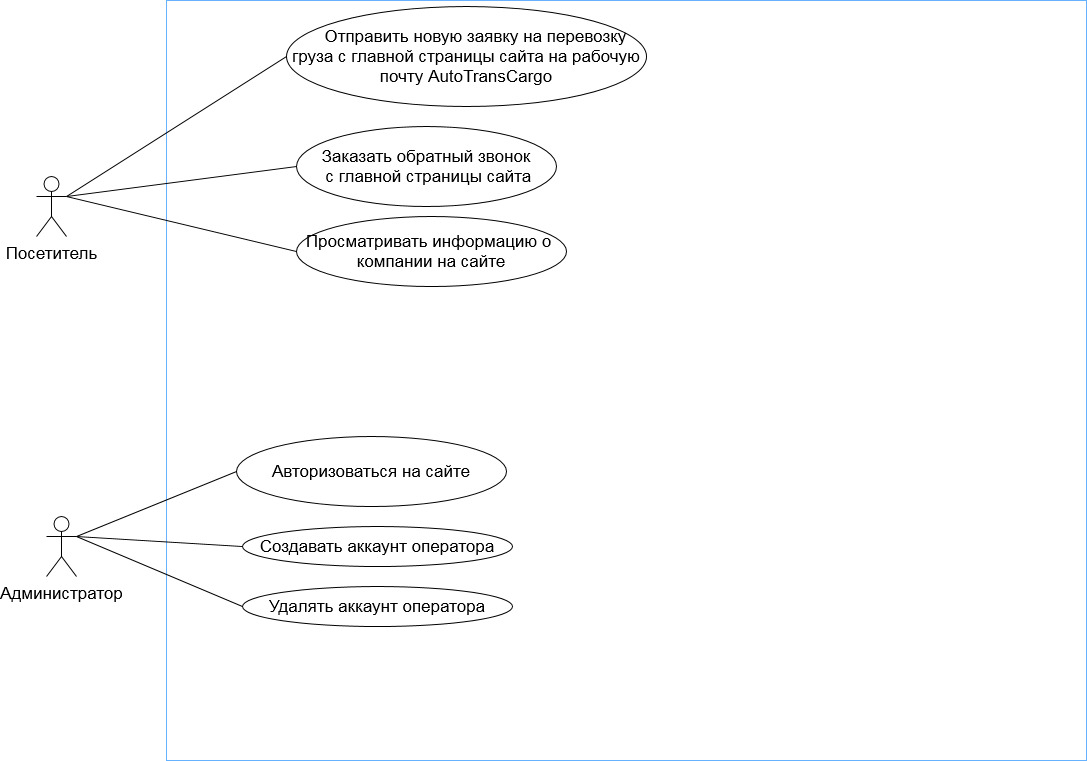 Отправить новую заявку на перевозку
груза с главной страницы сайта на рабочую
почту AutoTransCargo
Заказать обратный звонок
с главной страницы сайта
Посетитель
Просматривать информацию о
компании на сайте
Авторизоваться на сайте
Создавать аккаунт оператора
Администратор
Удалять аккаунт оператора